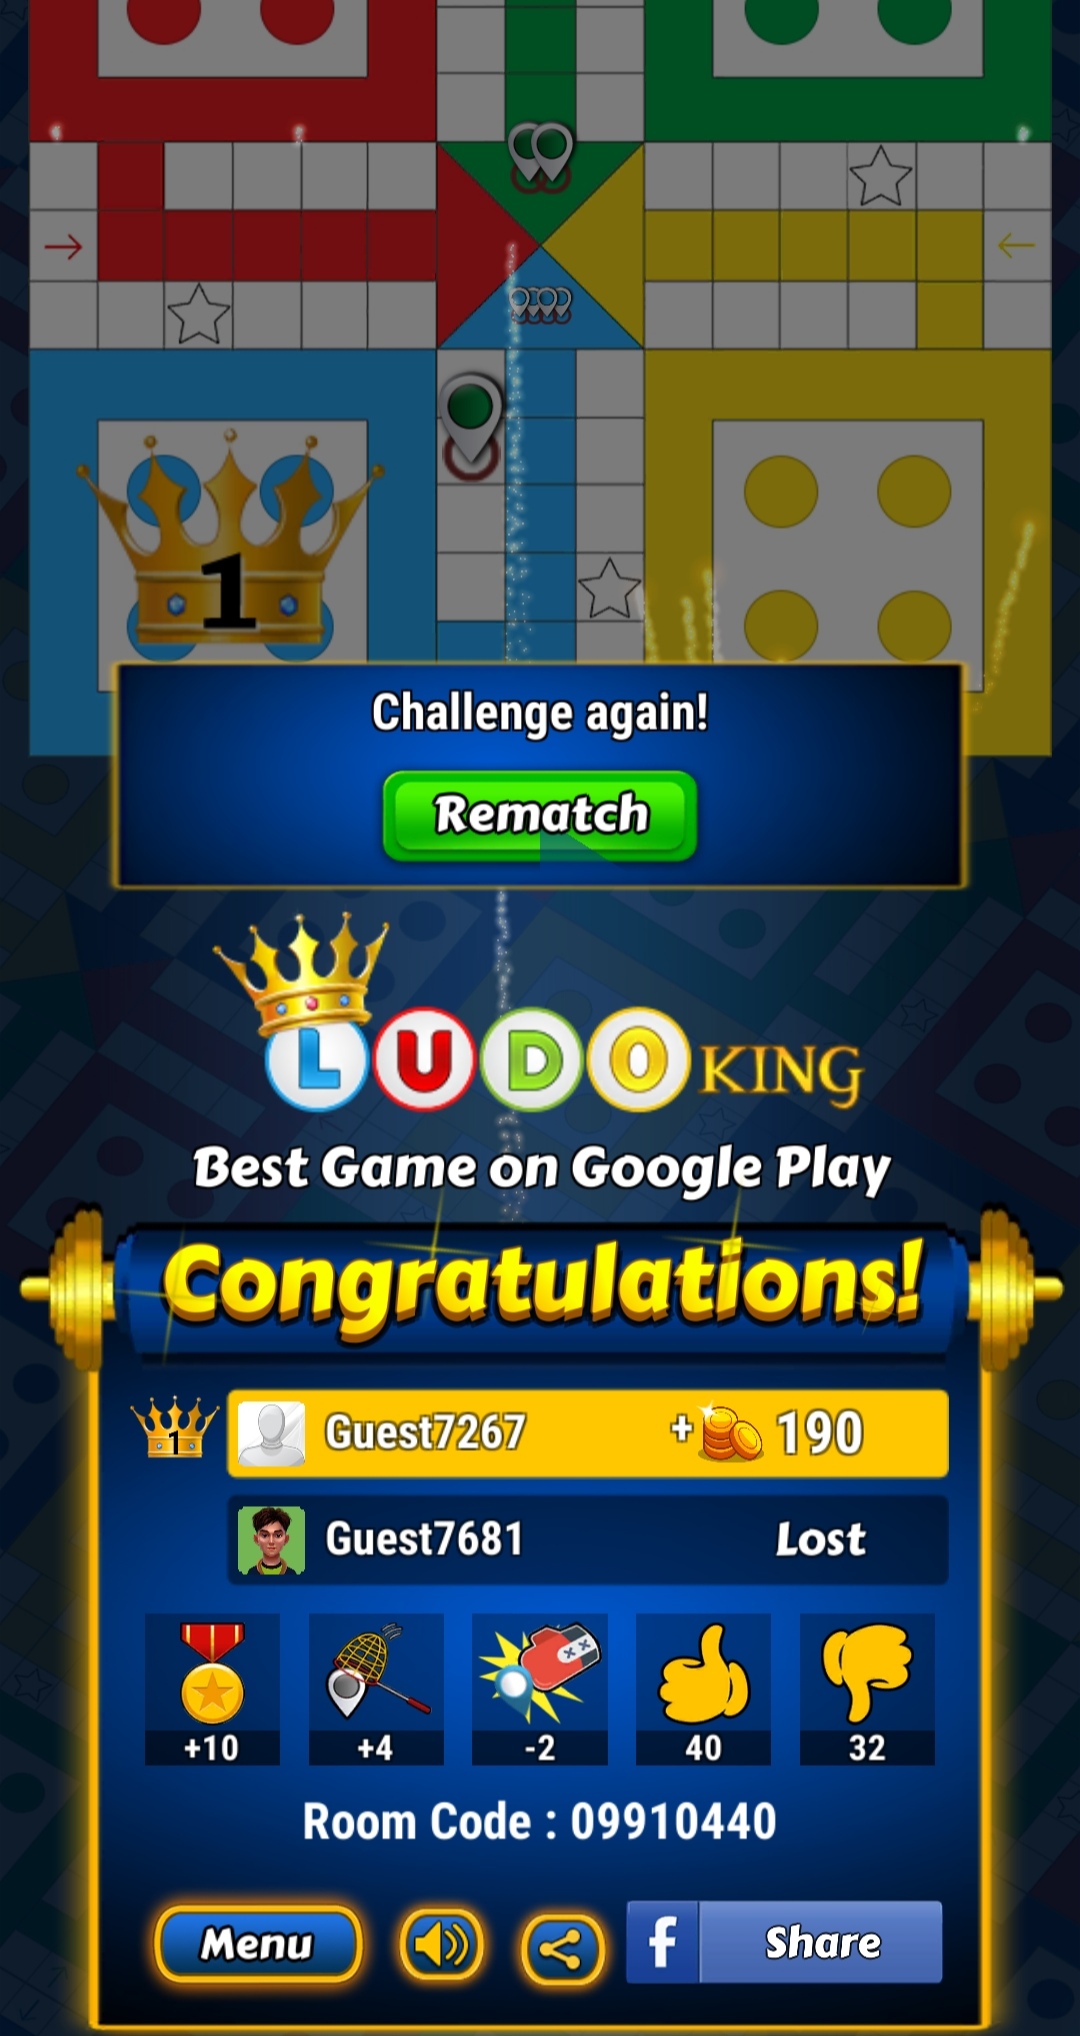 1
Challenge again!
Rematch
LUDO KING
Best Game on Google Play
Congratulations!
1 Guest7267 + 190
Guest7681 Lost
+10 +4 -2 40 32
Room Code : 09910440
Menu f Share